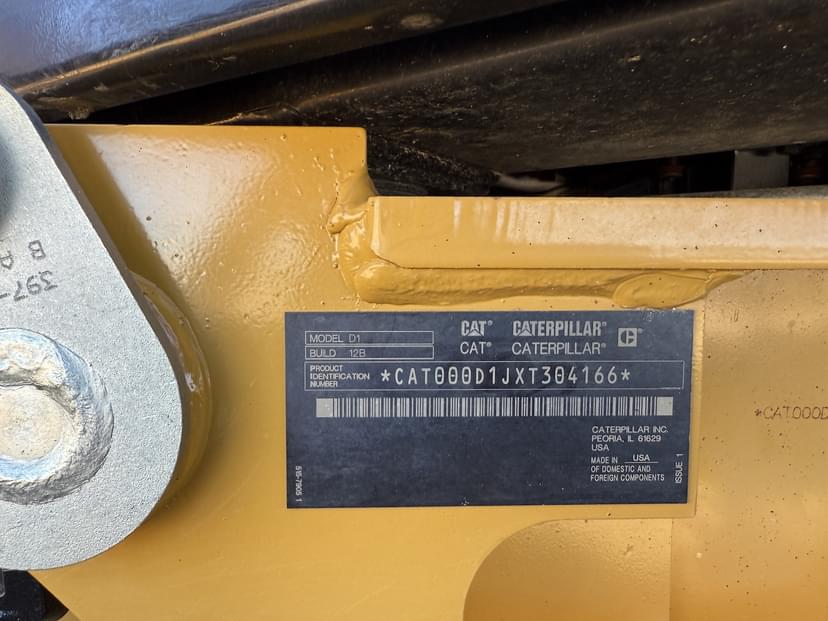 397-
B A
MODEL D1
BUILD 12B
CAT® CATERPILLAR® C®
CAT® CATERPILLAR®
PRODUCT
IDENTIFICATION
NUMBER
*CAT000D1JXT304166*
CATERPILLAR INC.
PEORIA, IL 61629
USA
MADE IN USA
OF DOMESTIC AND
FOREIGN COMPONENTS
ISSUE 1
515-7905 1
*CAT000D